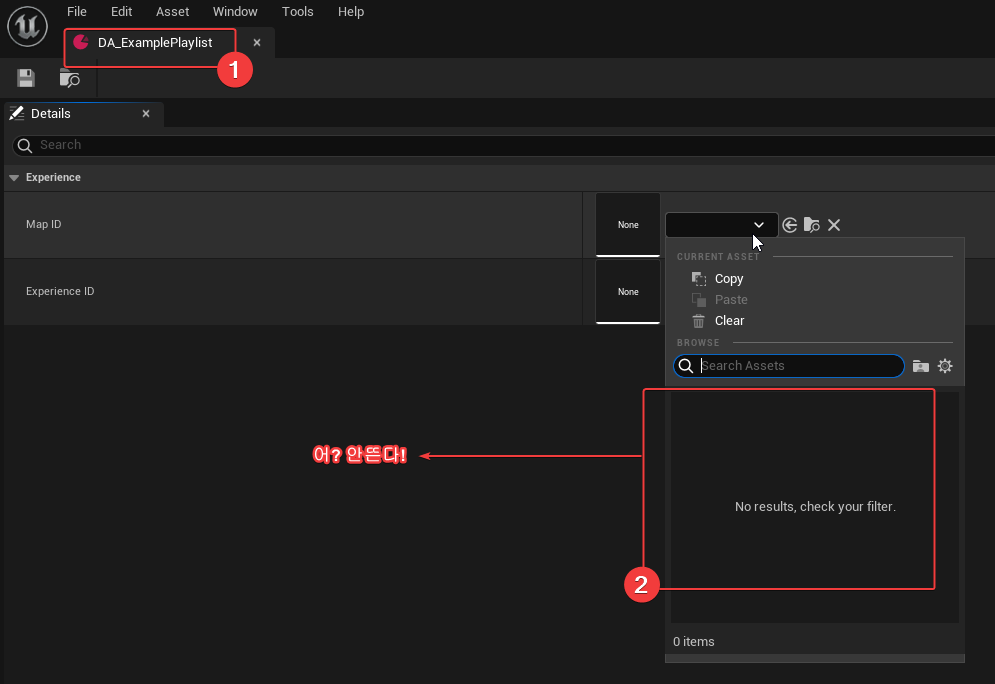 File Edit Asset Window Tools Help
DA_ExamplePlaylist
1
Details
Search
Experience
Map ID
None
CURRENT ASSET
Copy
Experience ID
None
Paste
Clear
BROWSE
Search Assets
어? 안뜬다!
No results, check your filter.
2
0 items